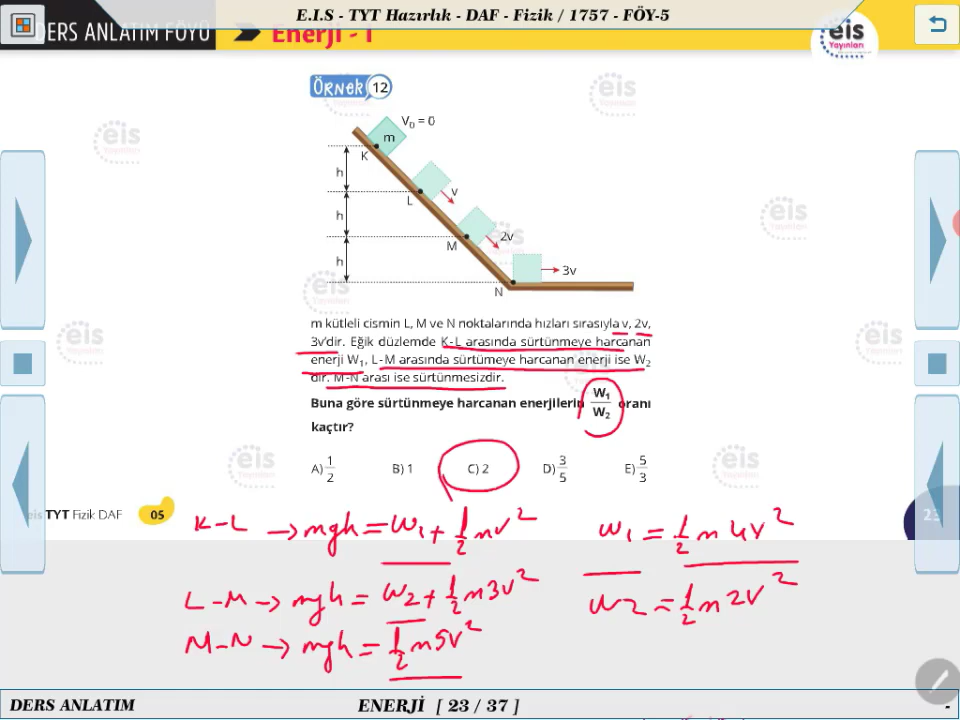 E.I.S - TYT Hazırlık - DAF - Fizik / 1757 - FÖY-5
DERS ANLATIM FÖYÜ
Enerji - 1
eis
Yayınları
ÖRNEK 12
V₀ = 0
m
K
h
L
v
h
M
2v
h
N
3v
m kütleli cismin L, M ve N noktalarında hızları sırasıyla v, 2v,
3v'dir. Eğik düzlemde K-L arasında sürtünmeye harcanan
enerji W₁, L-M arasında sürtümeye harcanan enerji ise W₂
dir. M-N arası ise sürtünmesizdir.
Buna göre sürtünmeye harcanan enerjilerin W₁/W₂ oranı
kaçtır?
A) 1/2 B) 1 C) 2 D) 3/5 E) 5/3
eis TYT Fizik DAF 05
23
K-L → mgh = W₁ + 1/2 mv²
L-M → mgh = W₂ + 1/2 m3v²
M-N → mgh = 1/2 m5v²
W₁ = 1/2 m 4v²
W₂ = 1/2 m 2v²
DERS ANLATIM
ENERJİ [ 23 / 37 ]
-